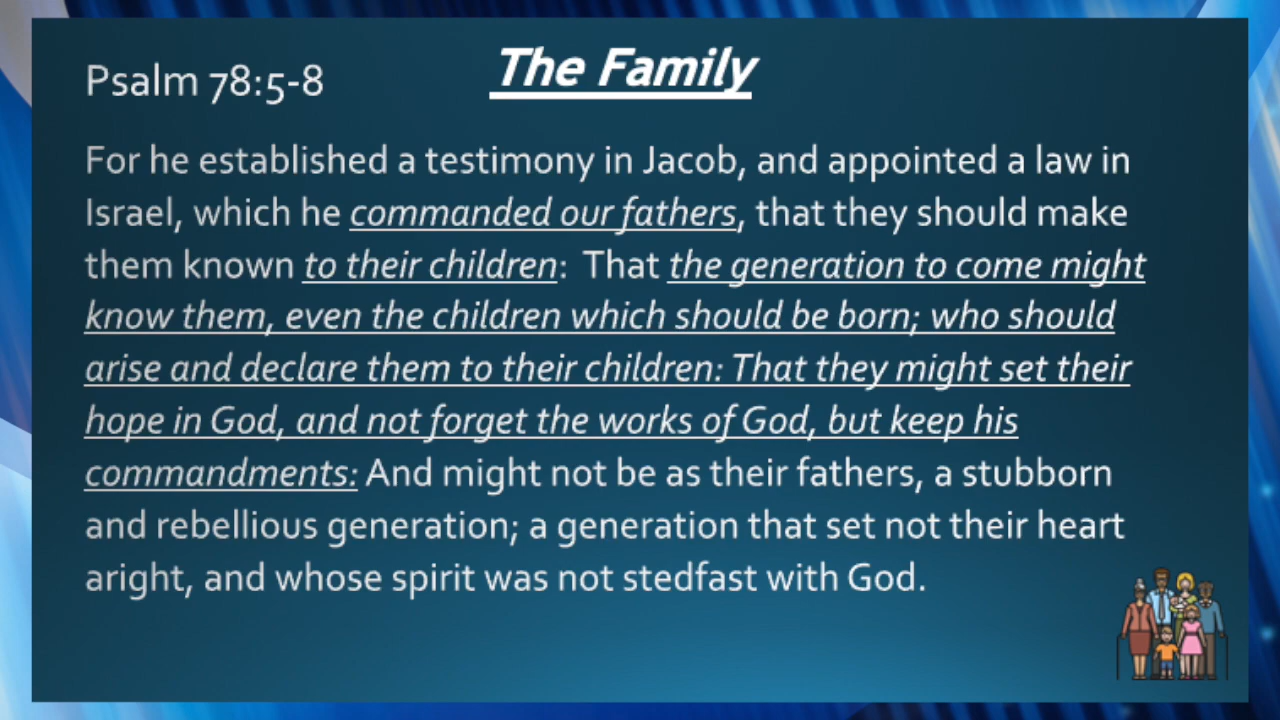 The Family
Psalm 78:5-8
For he established a testimony in Jacob, and appointed a law in
Israel, which he commanded our fathers, that they should make
them known to their children: That the generation to come might
know them, even the children which should be born; who should
arise and declare them to their children: That they might set their
hope in God, and not forget the works of God, but keep his
commandments: And might not be as their fathers, a stubborn
and rebellious generation; a generation that set not their heart
aright, and whose spirit was not stedfast with God.